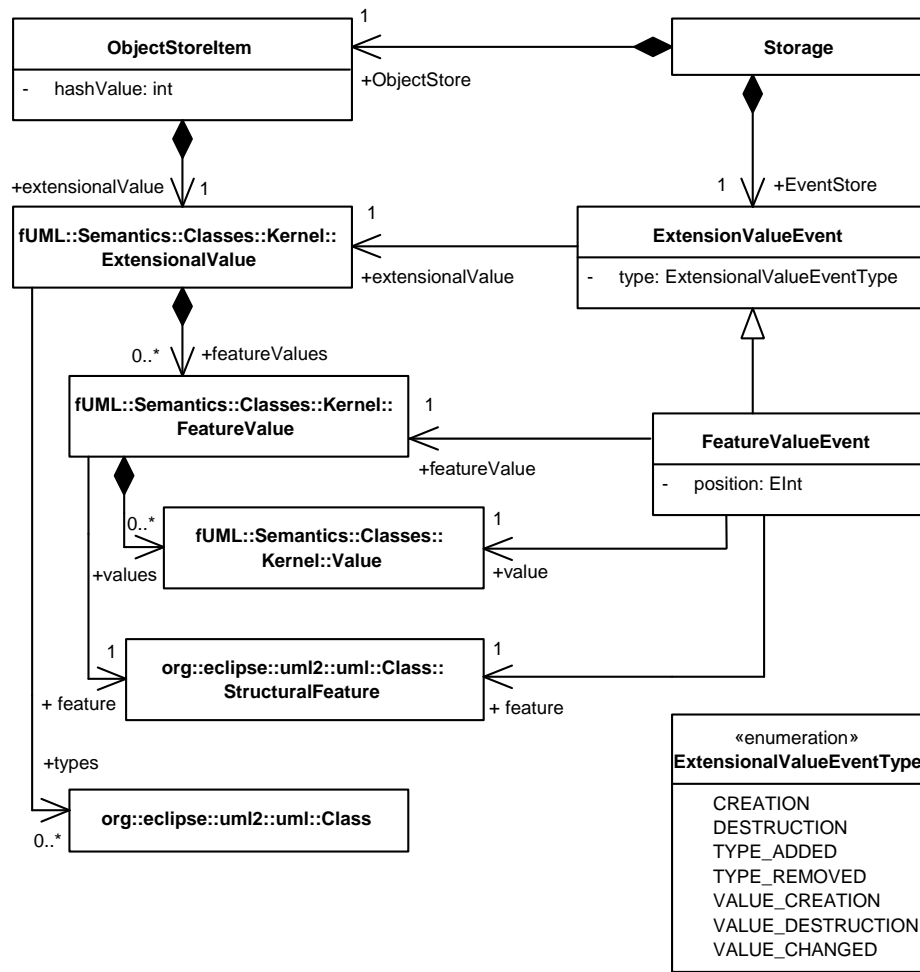 1
ObjectStoreItem
Storage
- hashValue: int
+ObjectStore
+extensionalValue
1
1
+EventStore
fUML::Semantics::Classes::Kernel::
ExtensionalValue
1
+extensionalValue
ExtensionValueEvent
- type: ExtensionalValueEventType
0..*
+featureValues
fUML::Semantics::Classes::Kernel::
FeatureValue
1
+featureValue
FeatureValueEvent
- position: EInt
0..*
+values
fUML::Semantics::Classes::
Kernel::Value
1
+value
1
+ feature
org::eclipse::uml2::uml::Class::
StructuralFeature
1
+ feature
+types
0..*
org::eclipse::uml2::uml::Class
«enumeration»
ExtensionalValueEventType
CREATION
DESTRUCTION
TYPE_ADDED
TYPE_REMOVED
VALUE_CREATION
VALUE_DESTRUCTION
VALUE_CHANGED